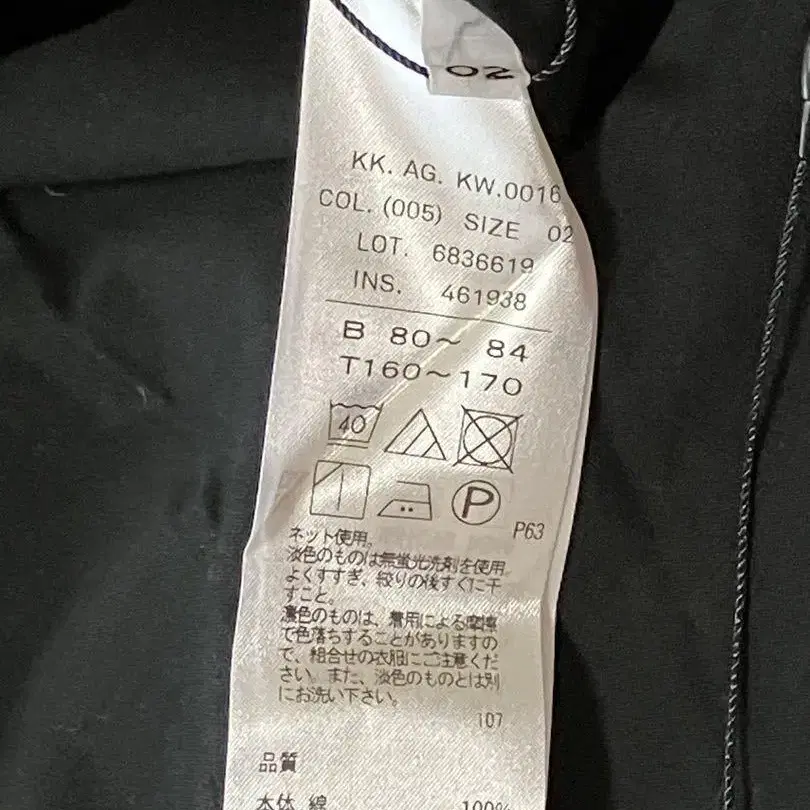 02
KK. AG. KW.0016
COL. (005) SIZE 02
LOT. 6836619
INS. 461938
B 80～ 84
T160～170
40
P
P63
ネット使用。
淡色のものは無蛍光洗剤を使用
よくすすぎ、絞りの後すぐに干
すこと。
濃色のものは、着用による摩擦
で色落ちすることがありますの
で、組合せの衣服にご注意くだ
さい。また、淡色のものとは別
にお洗い下さい。
107
品質
本体 綿 100%